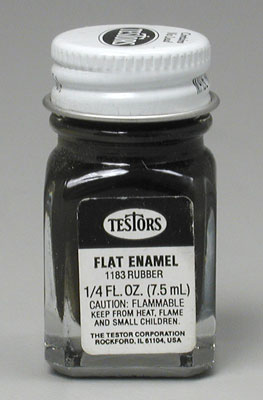 TESTORS
TESTORS
FLAT ENAMEL
1183 RUBBER
1/4 FL. OZ. (7.5 mL)
CAUTION: FLAMMABLE
KEEP FROM HEAT, FLAME
AND SMALL CHILDREN.
THE TESTOR CORPORATION
ROCKFORD, IL 61104, USA